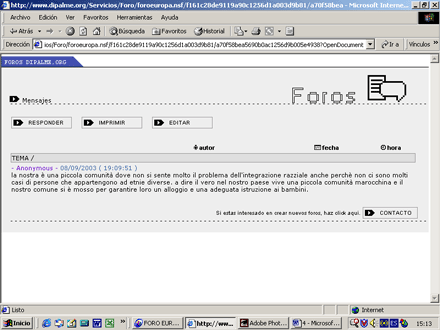 http://www.dipalme.org/Servicios/Foro/foroeuropa.nsf/f161c28de9119a90c1256d1a003d9b81/a70f58bea - Microsoft Intern
Archivo Edición Ver Favoritos Herramientas Ayuda
Atrás Búsqueda Favoritos Historial
Dirección Ir a Vínculos »
FOROS DIPALME.ORG
Foros
Mensajes
RESPONDER IMPRIMIR EDITAR
autor fecha hora
TEMA /
- Anonymous - 08/09/2003 ( 19:09:51 )
la nostra è una piccola comunità dove non si sente molto il problema dell'integrazione razziale anche perchè non ci sono molti
casi di persone che appartengono ad etnie diverse. a dire il vero nel nostro paese vive una piccola comunità marocchina e il
nostro comune si è mosso per garantire loro un alloggio e una adeguata istruzione ai bambini.
Si estas interesado en crear nuevos foros, haz click aquí. CONTACTO
Listo Internet
Inicio » FORO EUR... http://ww... Adobe Phot... 4 - Microsof... 15:13